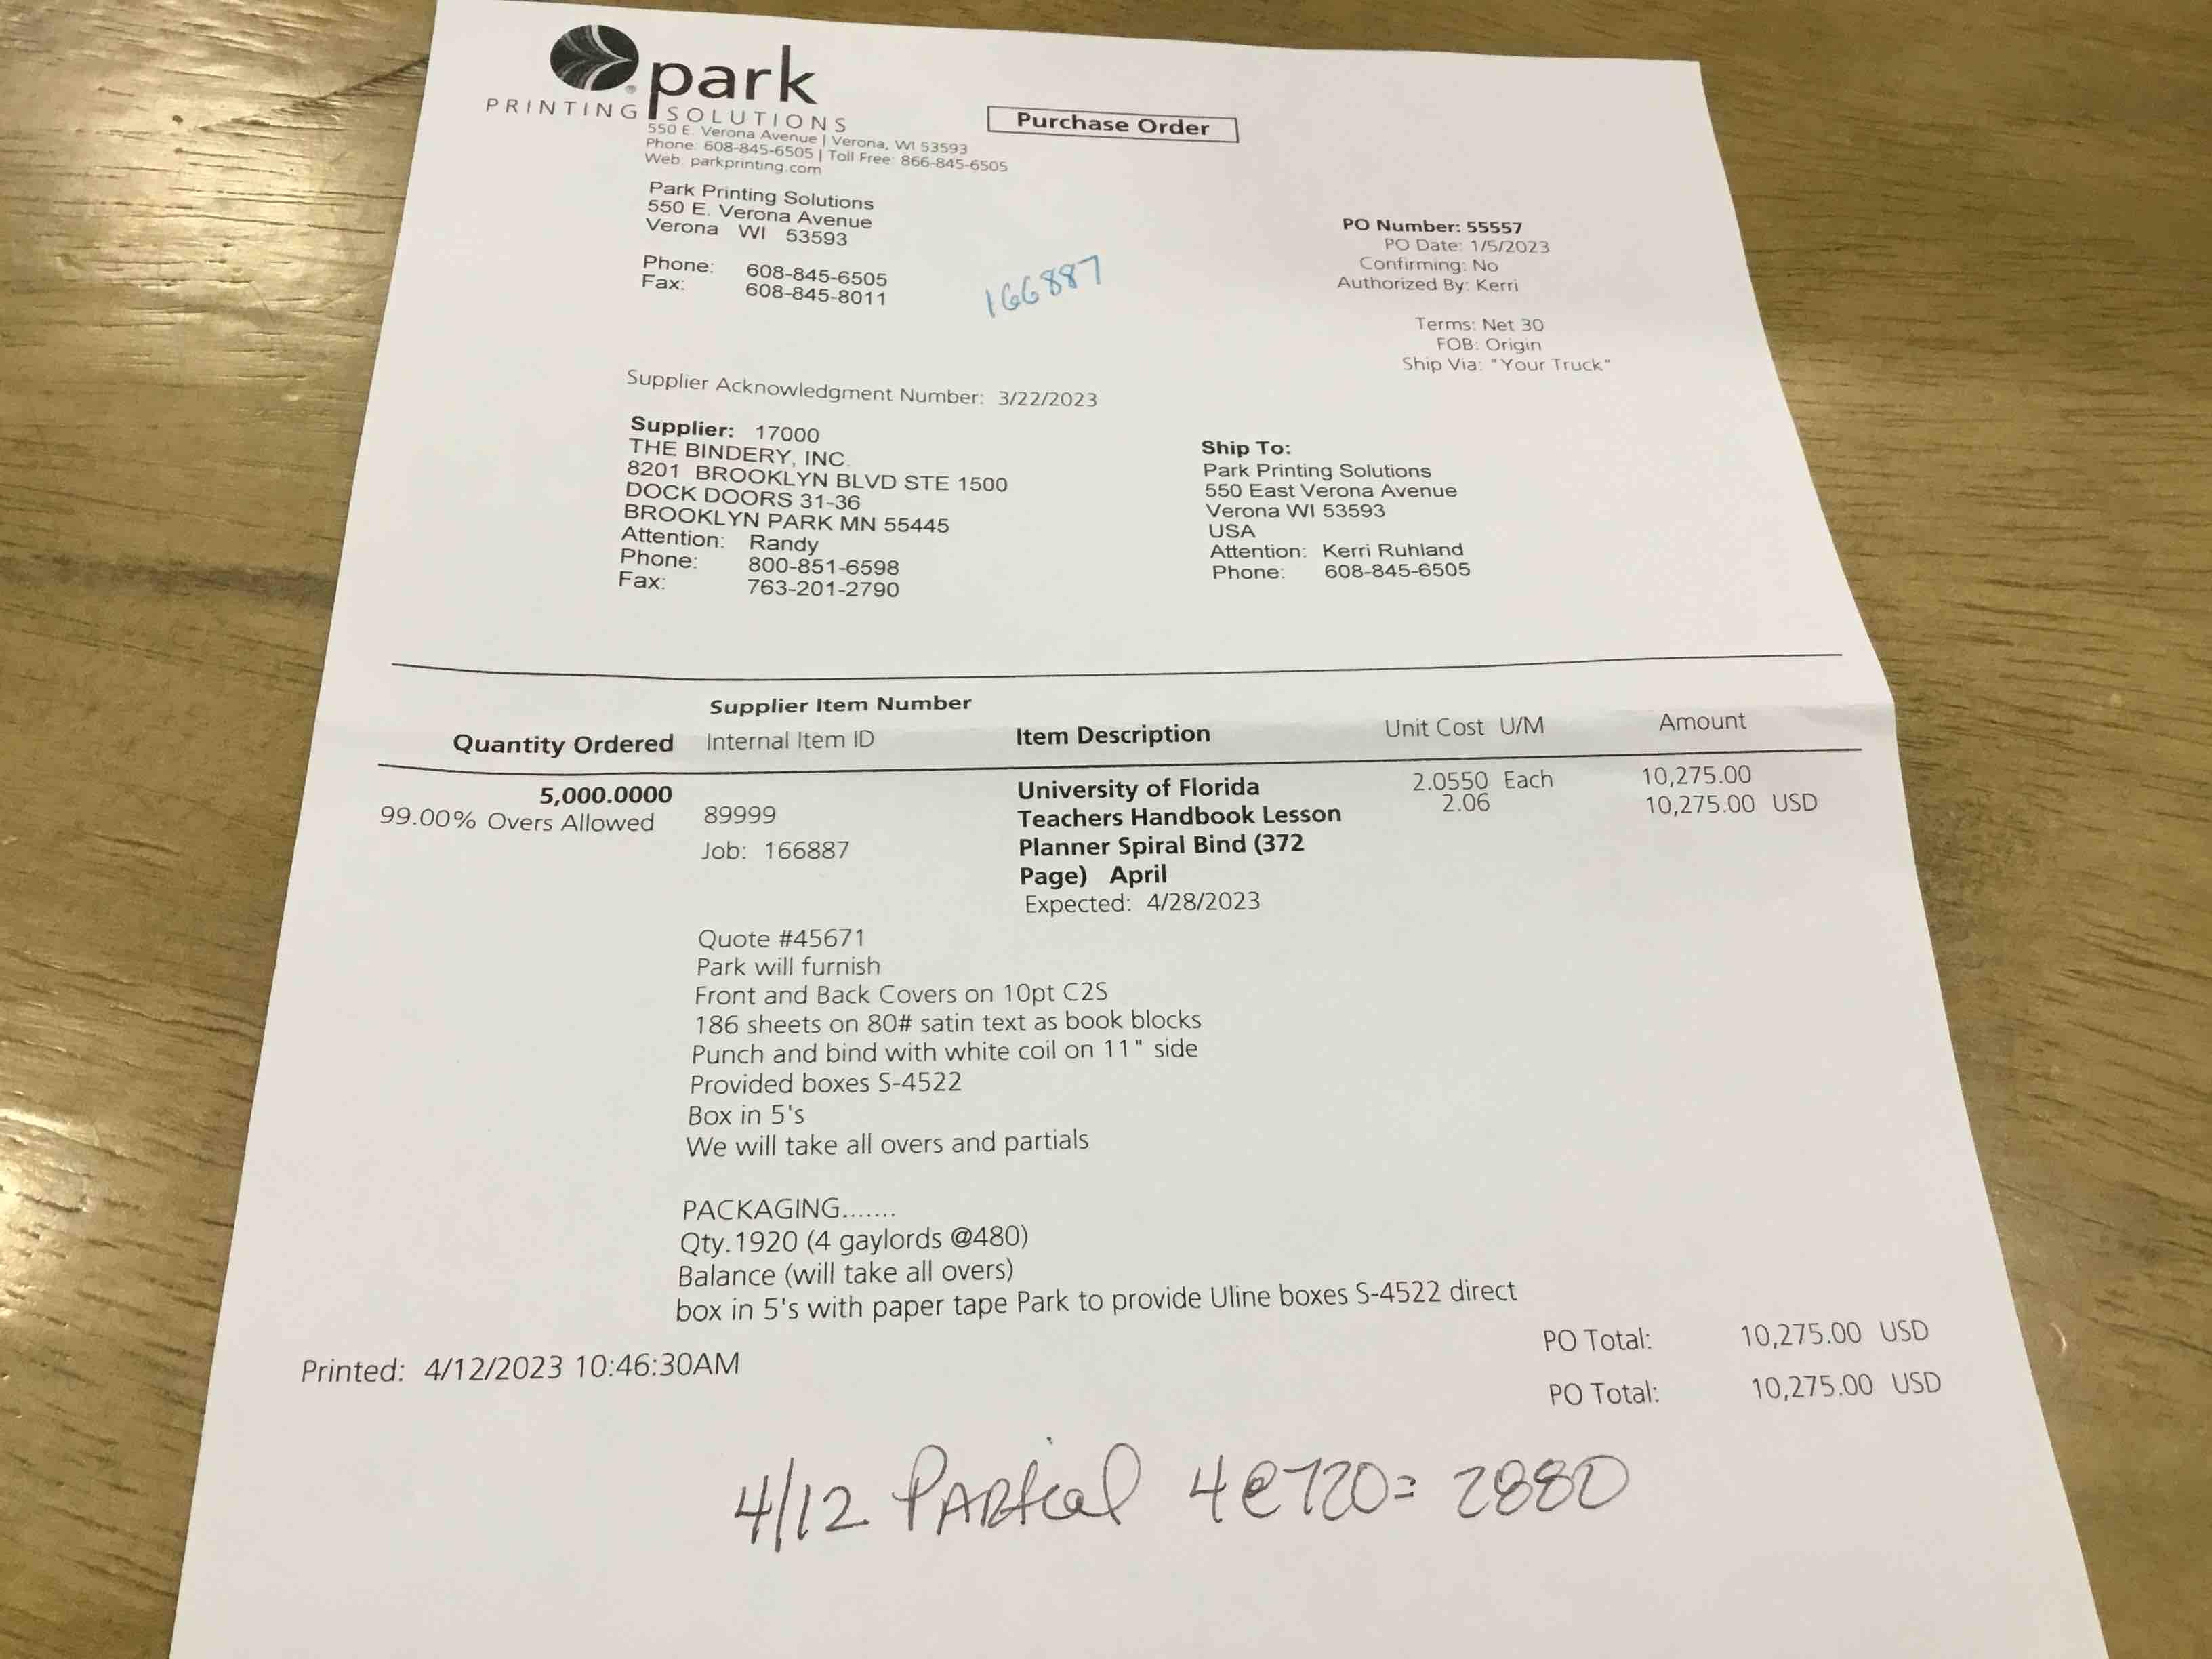 park
PRINTING SOLUTIONS
550 E. Verona Avenue | Verona, WI 53593
Phone: 608-845-6505 | Toll Free: 866-845-6505
Web: parkprinting.com
Purchase Order
Park Printing Solutions
550 E. Verona Avenue
Verona WI 53593
Phone: 608-845-6505
Fax: 608-845-8011
166887
PO Number: 55557
PO Date: 1/5/2023
Confirming: No
Authorized By: Kerri
Terms: Net 30
FOB: Origin
Ship Via: "Your Truck"
Supplier Acknowledgment Number: 3/22/2023
Supplier: 17000
THE BINDERY, INC.
8201 BROOKLYN BLVD STE 1500
DOCK DOORS 31-36
BROOKLYN PARK MN 55445
Attention: Randy
Phone: 800-851-6598
Fax: 763-201-2790
Ship To:
Park Printing Solutions
550 East Verona Avenue
Verona WI 53593
USA
Attention: Kerri Ruhland
Phone: 608-845-6505
Supplier Item Number
Quantity Ordered Internal Item ID Item Description Unit Cost U/M Amount
5,000.0000 University of Florida 2.0550 Each 10,275.00
99.00% Overs Allowed 89999 Teachers Handbook Lesson 2.06 10,275.00 USD
Job: 166887 Planner Spiral Bind (372
Page) April
Expected: 4/28/2023
Quote #45671
Park will furnish
Front and Back Covers on 10pt C2S
186 sheets on 80# satin text as book blocks
Punch and bind with white coil on 11" side
Provided boxes S-4522
Box in 5's
We will take all overs and partials
PACKAGING.......
Qty.1920 (4 gaylords @480)
Balance (will take all overs)
box in 5's with paper tape Park to provide Uline boxes S-4522 direct
PO Total: 10,275.00 USD
Printed: 4/12/2023 10:46:30AM
PO Total: 10,275.00 USD
4/12 PARtial 4@720= 2880